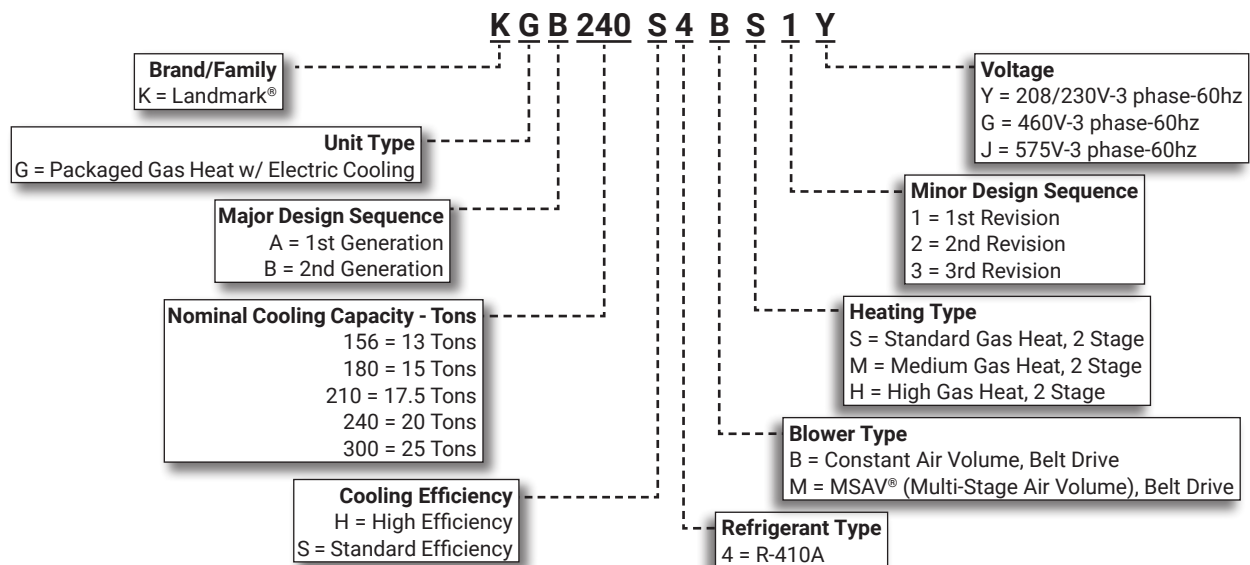 K G B 240 S 4 B S 1 Y
Brand/Family
K = Landmark®
Unit Type
G = Packaged Gas Heat w/ Electric Cooling
Major Design Sequence
A = 1st Generation
B = 2nd Generation
Nominal Cooling Capacity - Tons
156 = 13 Tons
180 = 15 Tons
210 = 17.5 Tons
240 = 20 Tons
300 = 25 Tons
Cooling Efficiency
H = High Efficiency
S = Standard Efficiency
Voltage
Y = 208/230V-3 phase-60hz
G = 460V-3 phase-60hz
J = 575V-3 phase-60hz
Minor Design Sequence
1 = 1st Revision
2 = 2nd Revision
3 = 3rd Revision
Heating Type
S = Standard Gas Heat, 2 Stage
M = Medium Gas Heat, 2 Stage
H = High Gas Heat, 2 Stage
Blower Type
B = Constant Air Volume, Belt Drive
M = MSAV® (Multi-Stage Air Volume), Belt Drive
Refrigerant Type
4 = R-410A